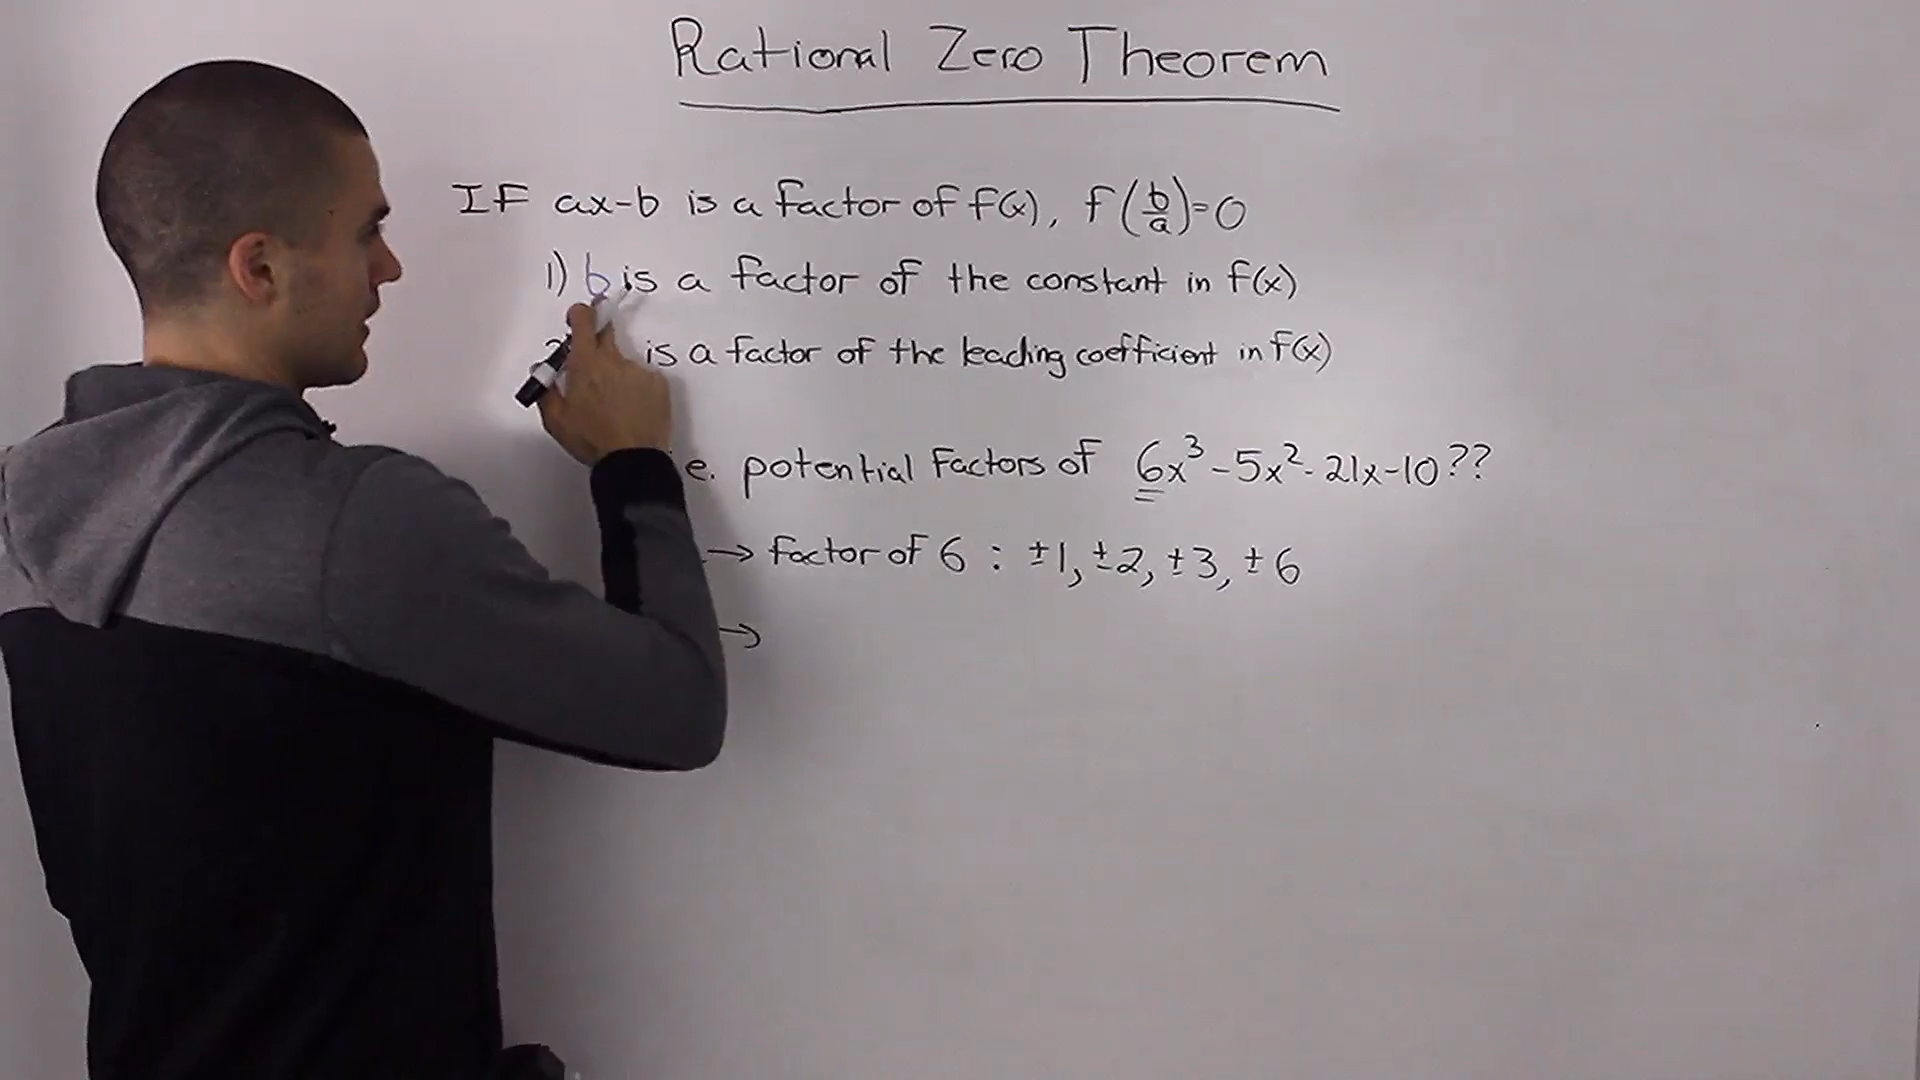 Rational Zero Theorem
IF ax-b is a factor of f(x), f(b/a)=0
1) b is a factor of the constant in f(x)
2 is a factor of the leading coefficient in f(x)
e. potential Factors of 6x³-5x²-21x-10??
→ factor of 6 : ±1, ±2, ±3, ±6
→